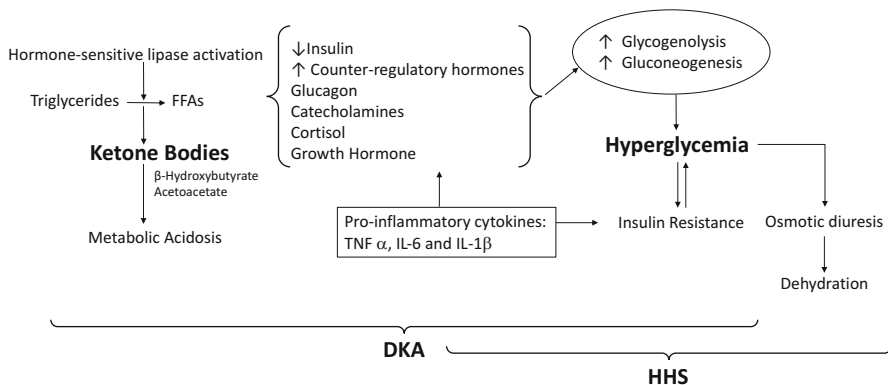 Hormone-sensitive lipase activation
Triglycerides
FFAs
Ketone Bodies
β-Hydroxybutyrate
Acetoacetate
Metabolic Acidosis
↓Insulin
↑ Counter-regulatory hormones
Glucagon
Catecholamines
Cortisol
Growth Hormone
Pro-inflammatory cytokines:
TNF α, IL-6 and IL-1β
↑ Glycogenolysis
↑ Gluconeogenesis
Hyperglycemia
Insulin Resistance
Osmotic diuresis
Dehydration
DKA
HHS